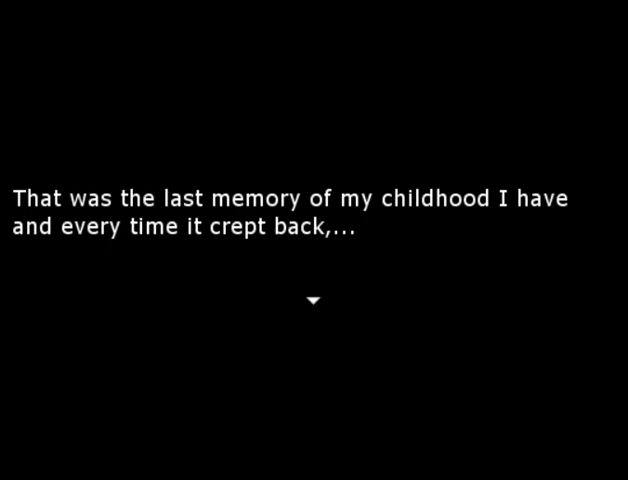 That was the last memory of my childhood I have
and every time it crept back,...